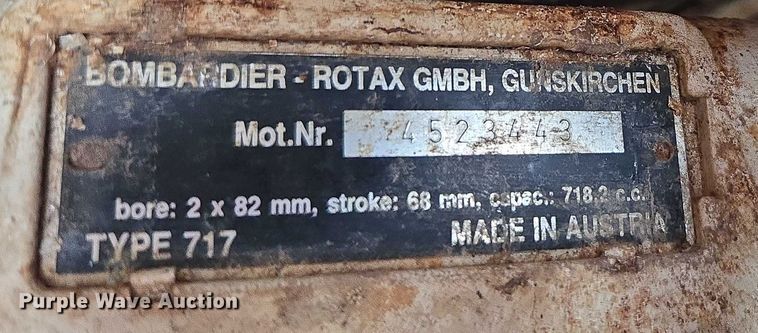 BOMBARDIER - ROTAX GMBH, GUNSKIRCHEN
Mot.Nr. 4523443
bore: 2 x 82 mm, stroke: 68 mm, capac.: 718,2 c.c.
TYPE 717 MADE IN AUSTRIA
Purple Wave Auction